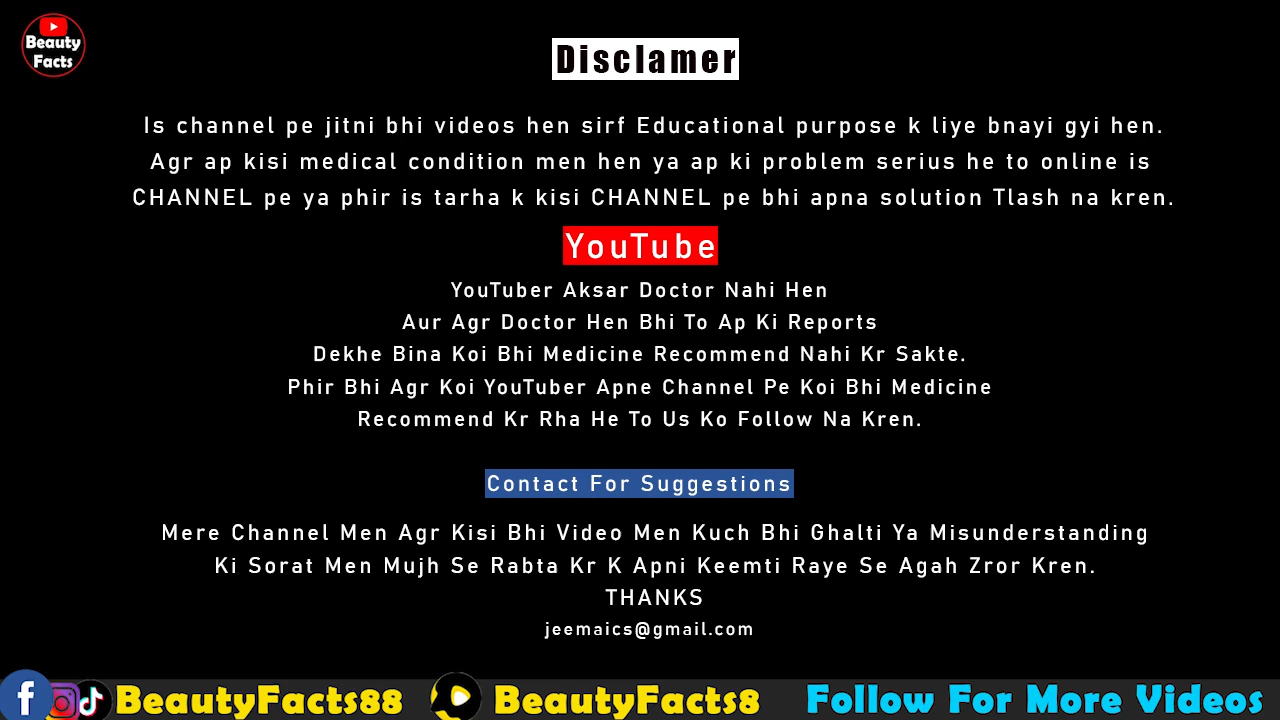 Beauty
Facts
Disclamer
Is channel pe jitni bhi videos hen sirf Educational purpose k liye bnayi gyi hen.
Agr ap kisi medical condition men hen ya ap ki problem serius he to online is
CHANNEL pe ya phir is tarha k kisi CHANNEL pe bhi apna solution Tlash na kren.
YouTube
YouTuber Aksar Doctor Nahi Hen
Aur Agr Doctor Hen Bhi To Ap Ki Reports
Dekhe Bina Koi Bhi Medicine Recommend Nahi Kr Sakte.
Phir Bhi Agr Koi YouTuber Apne Channel Pe Koi Bhi Medicine
Recommend Kr Rha He To Us Ko Follow Na Kren.
Contact For Suggestions
Mere Channel Men Agr Kisi Bhi Video Men Kuch Bhi Ghalti Ya Misunderstanding
Ki Sorat Men Mujh Se Rabta Kr K Apni Keemti Raye Se Agah Zror Kren.
THANKS
jeemaics@gmail.com
BeautyFacts88 BeautyFacts8 Follow For More Videos